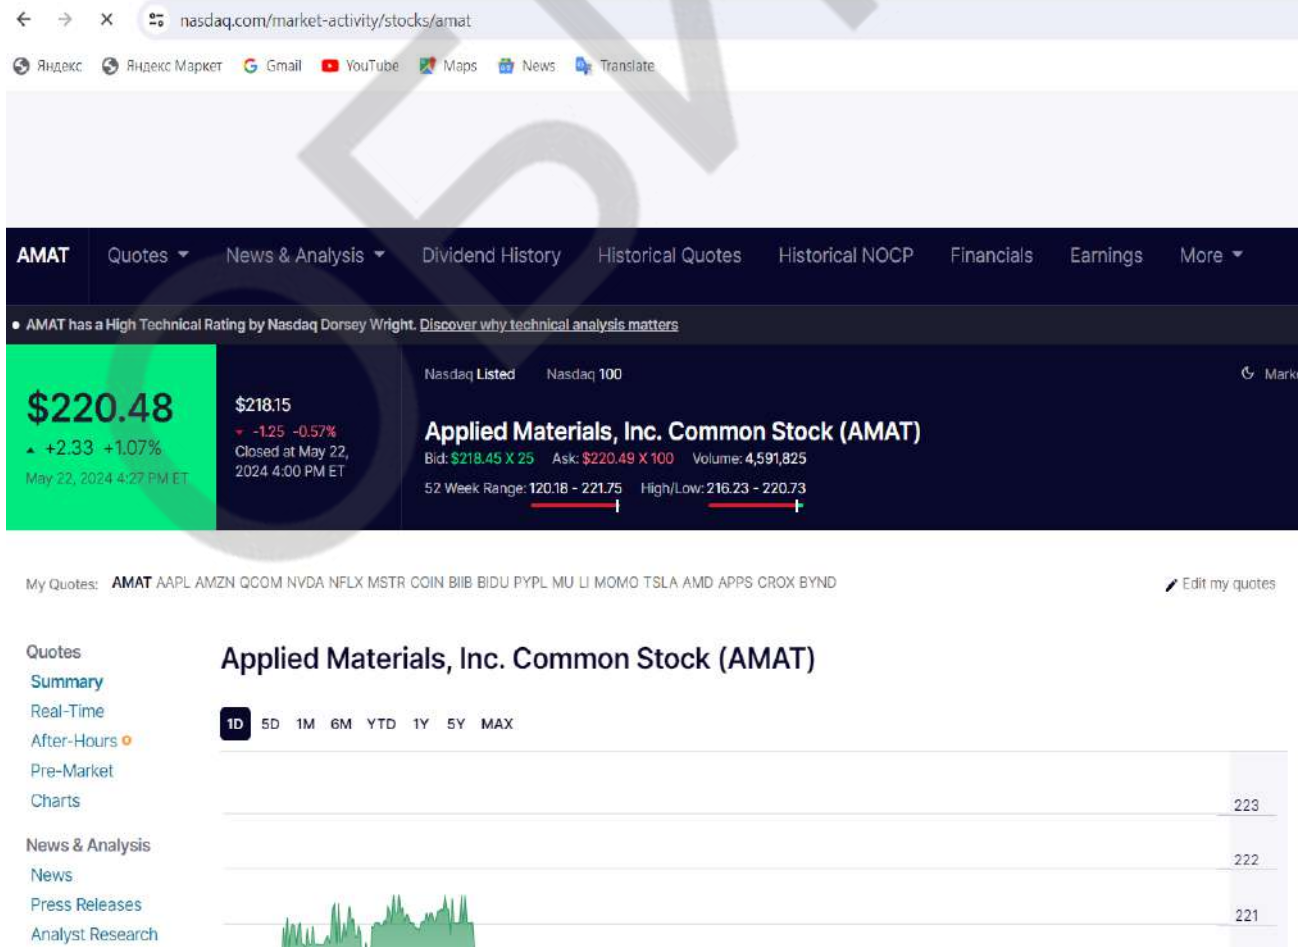 nasdaq.com/market-activity/stocks/amat
Яндекс Яндекс Маркет Gmail YouTube Maps News Translate
AMAT Quotes News & Analysis Dividend History Historical Quotes Historical NOCP Financials Earnings More
AMAT has a High Technical Rating by Nasdaq Dorsey Wright. Discover why technical analysis matters
Nasdaq Listed Nasdaq 100 Marke
$220.48
+2.33 +1.07%
May 22, 2024 4:27 PM ET
$218.15
-1.25 -0.57%
Closed at May 22,
2024 4:00 PM ET
Applied Materials, Inc. Common Stock (AMAT)
Bid: $218.45 X 25 Ask: $220.49 X 100 Volume: 4,591,825
52 Week Range: 120.18 - 221.75 High/Low: 216.23 - 220.73
My Quotes: AMAT AAPL AMZN QCOM NVDA NFLX MSTR COIN BIIB BIDU PYPL MU LI MOMO TSLA AMD APPS CROX BYND
Edit my quotes
Quotes
Summary
Real-Time
After-Hours
Pre-Market
Charts
News & Analysis
News
Press Releases
Analyst Research
Applied Materials, Inc. Common Stock (AMAT)
1D 5D 1M 6M YTD 1Y 5Y MAX
223
222
221